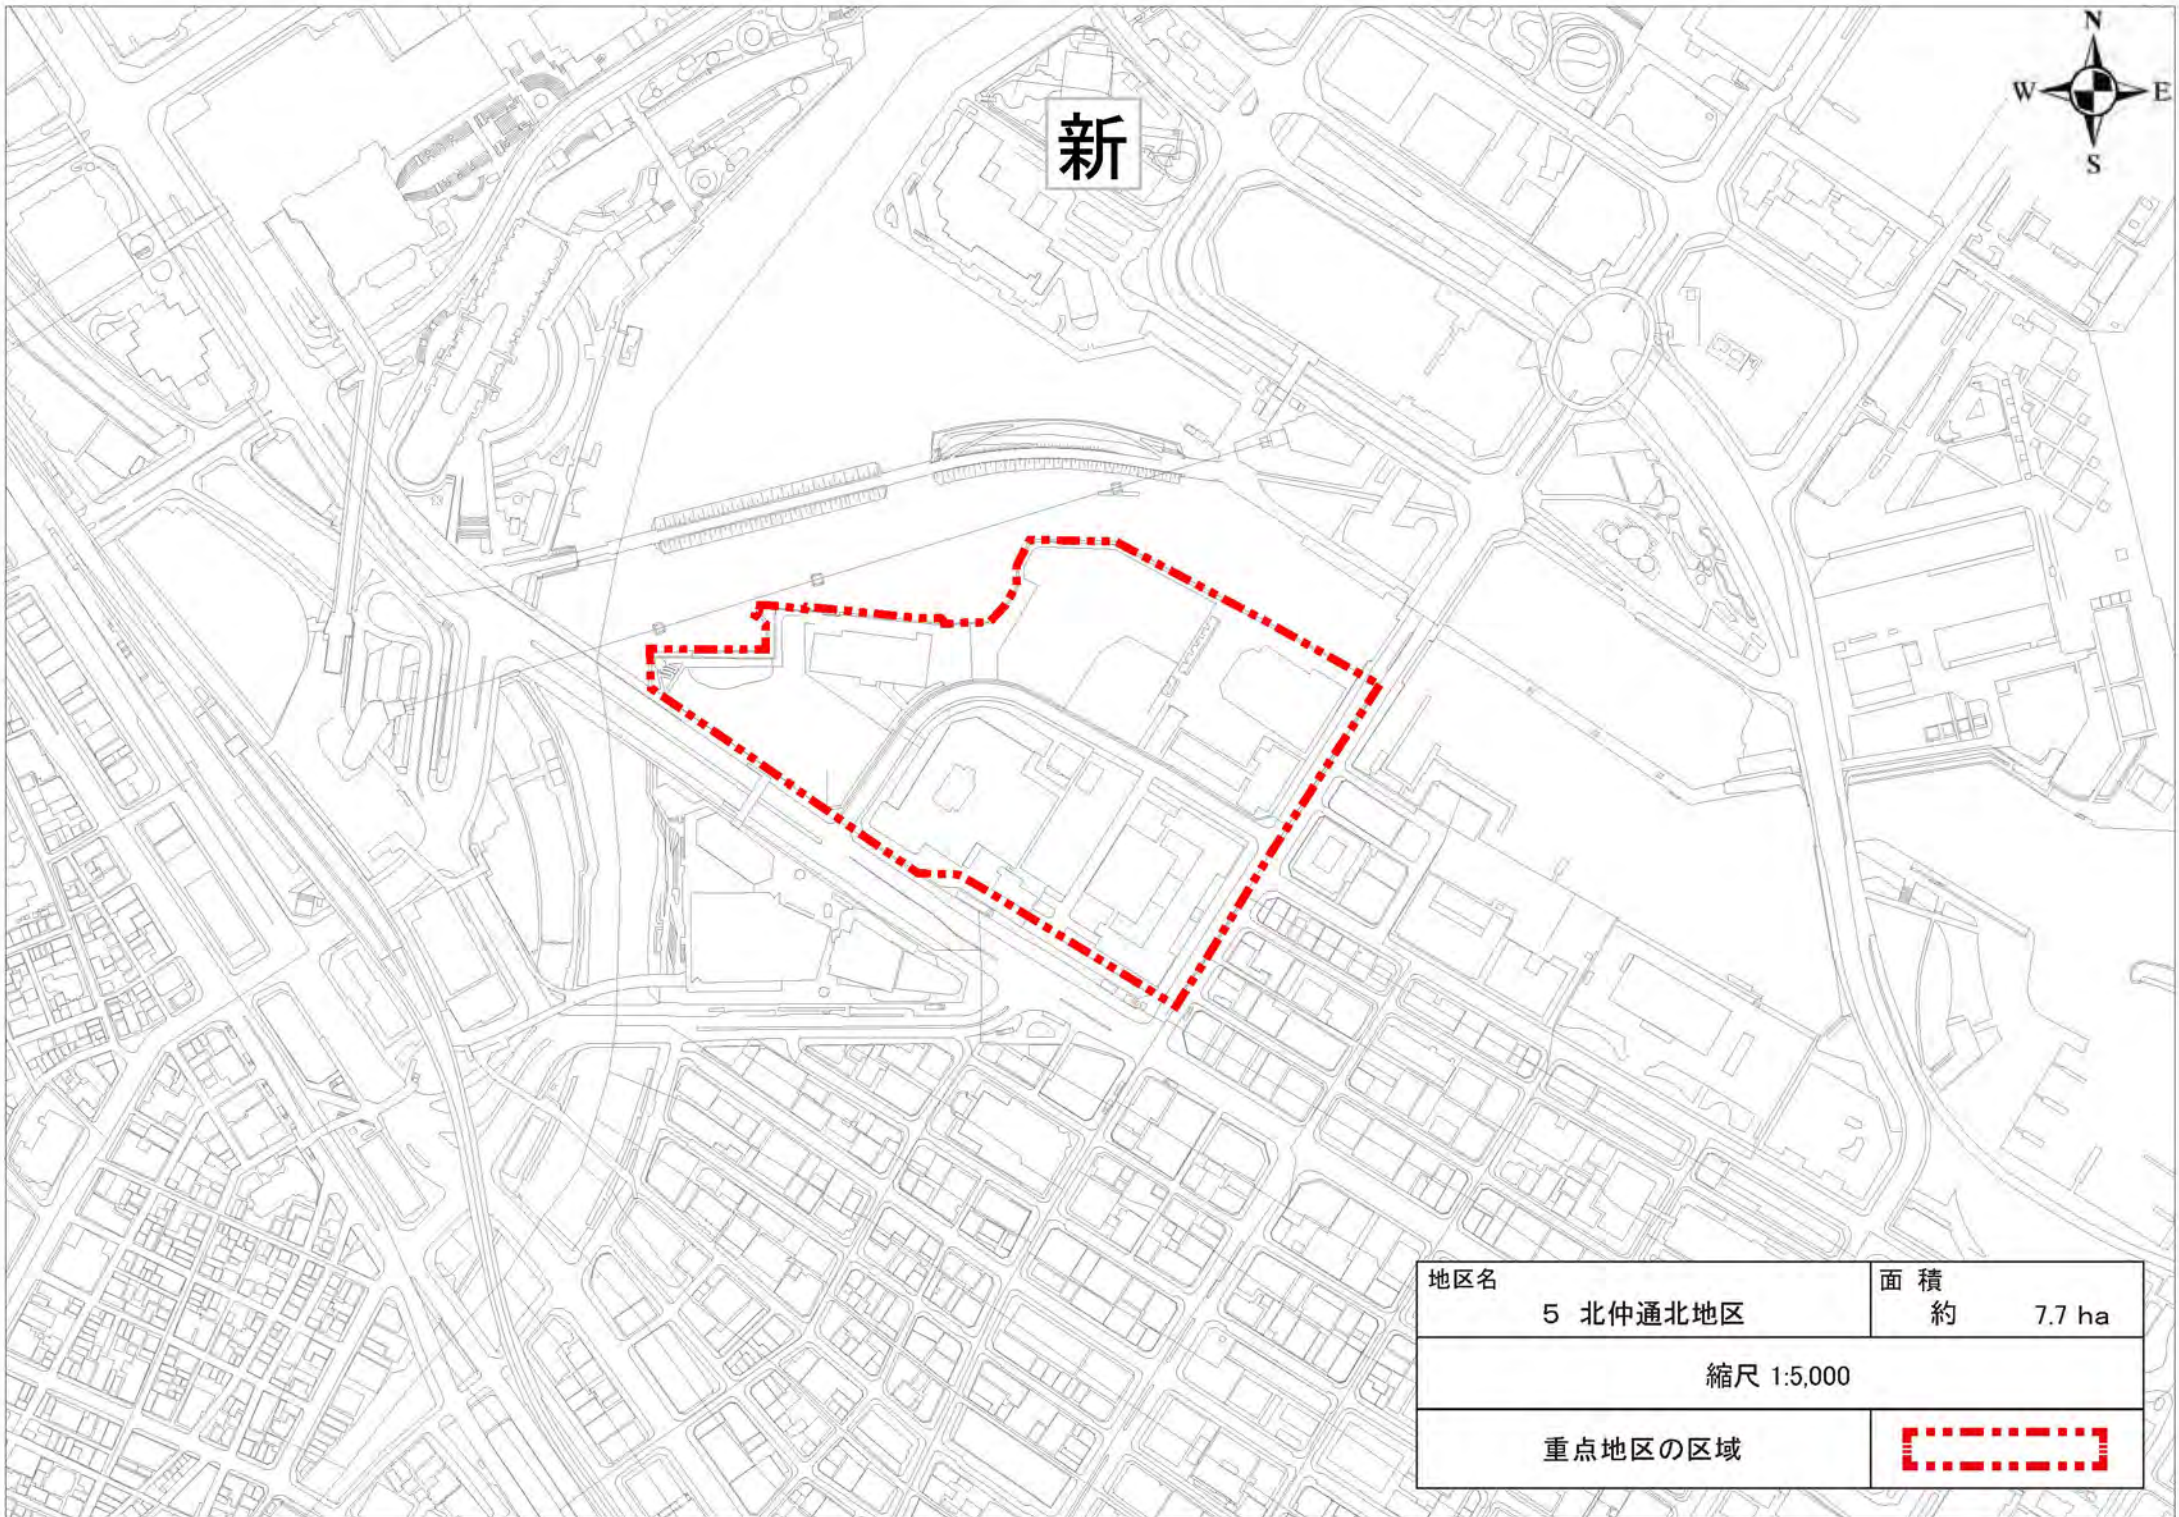 新
N
W E
S
地区名
5 北仲通北地区
面 積
約 7.7 ha
縮尺 1:5,000
重点地区の区域